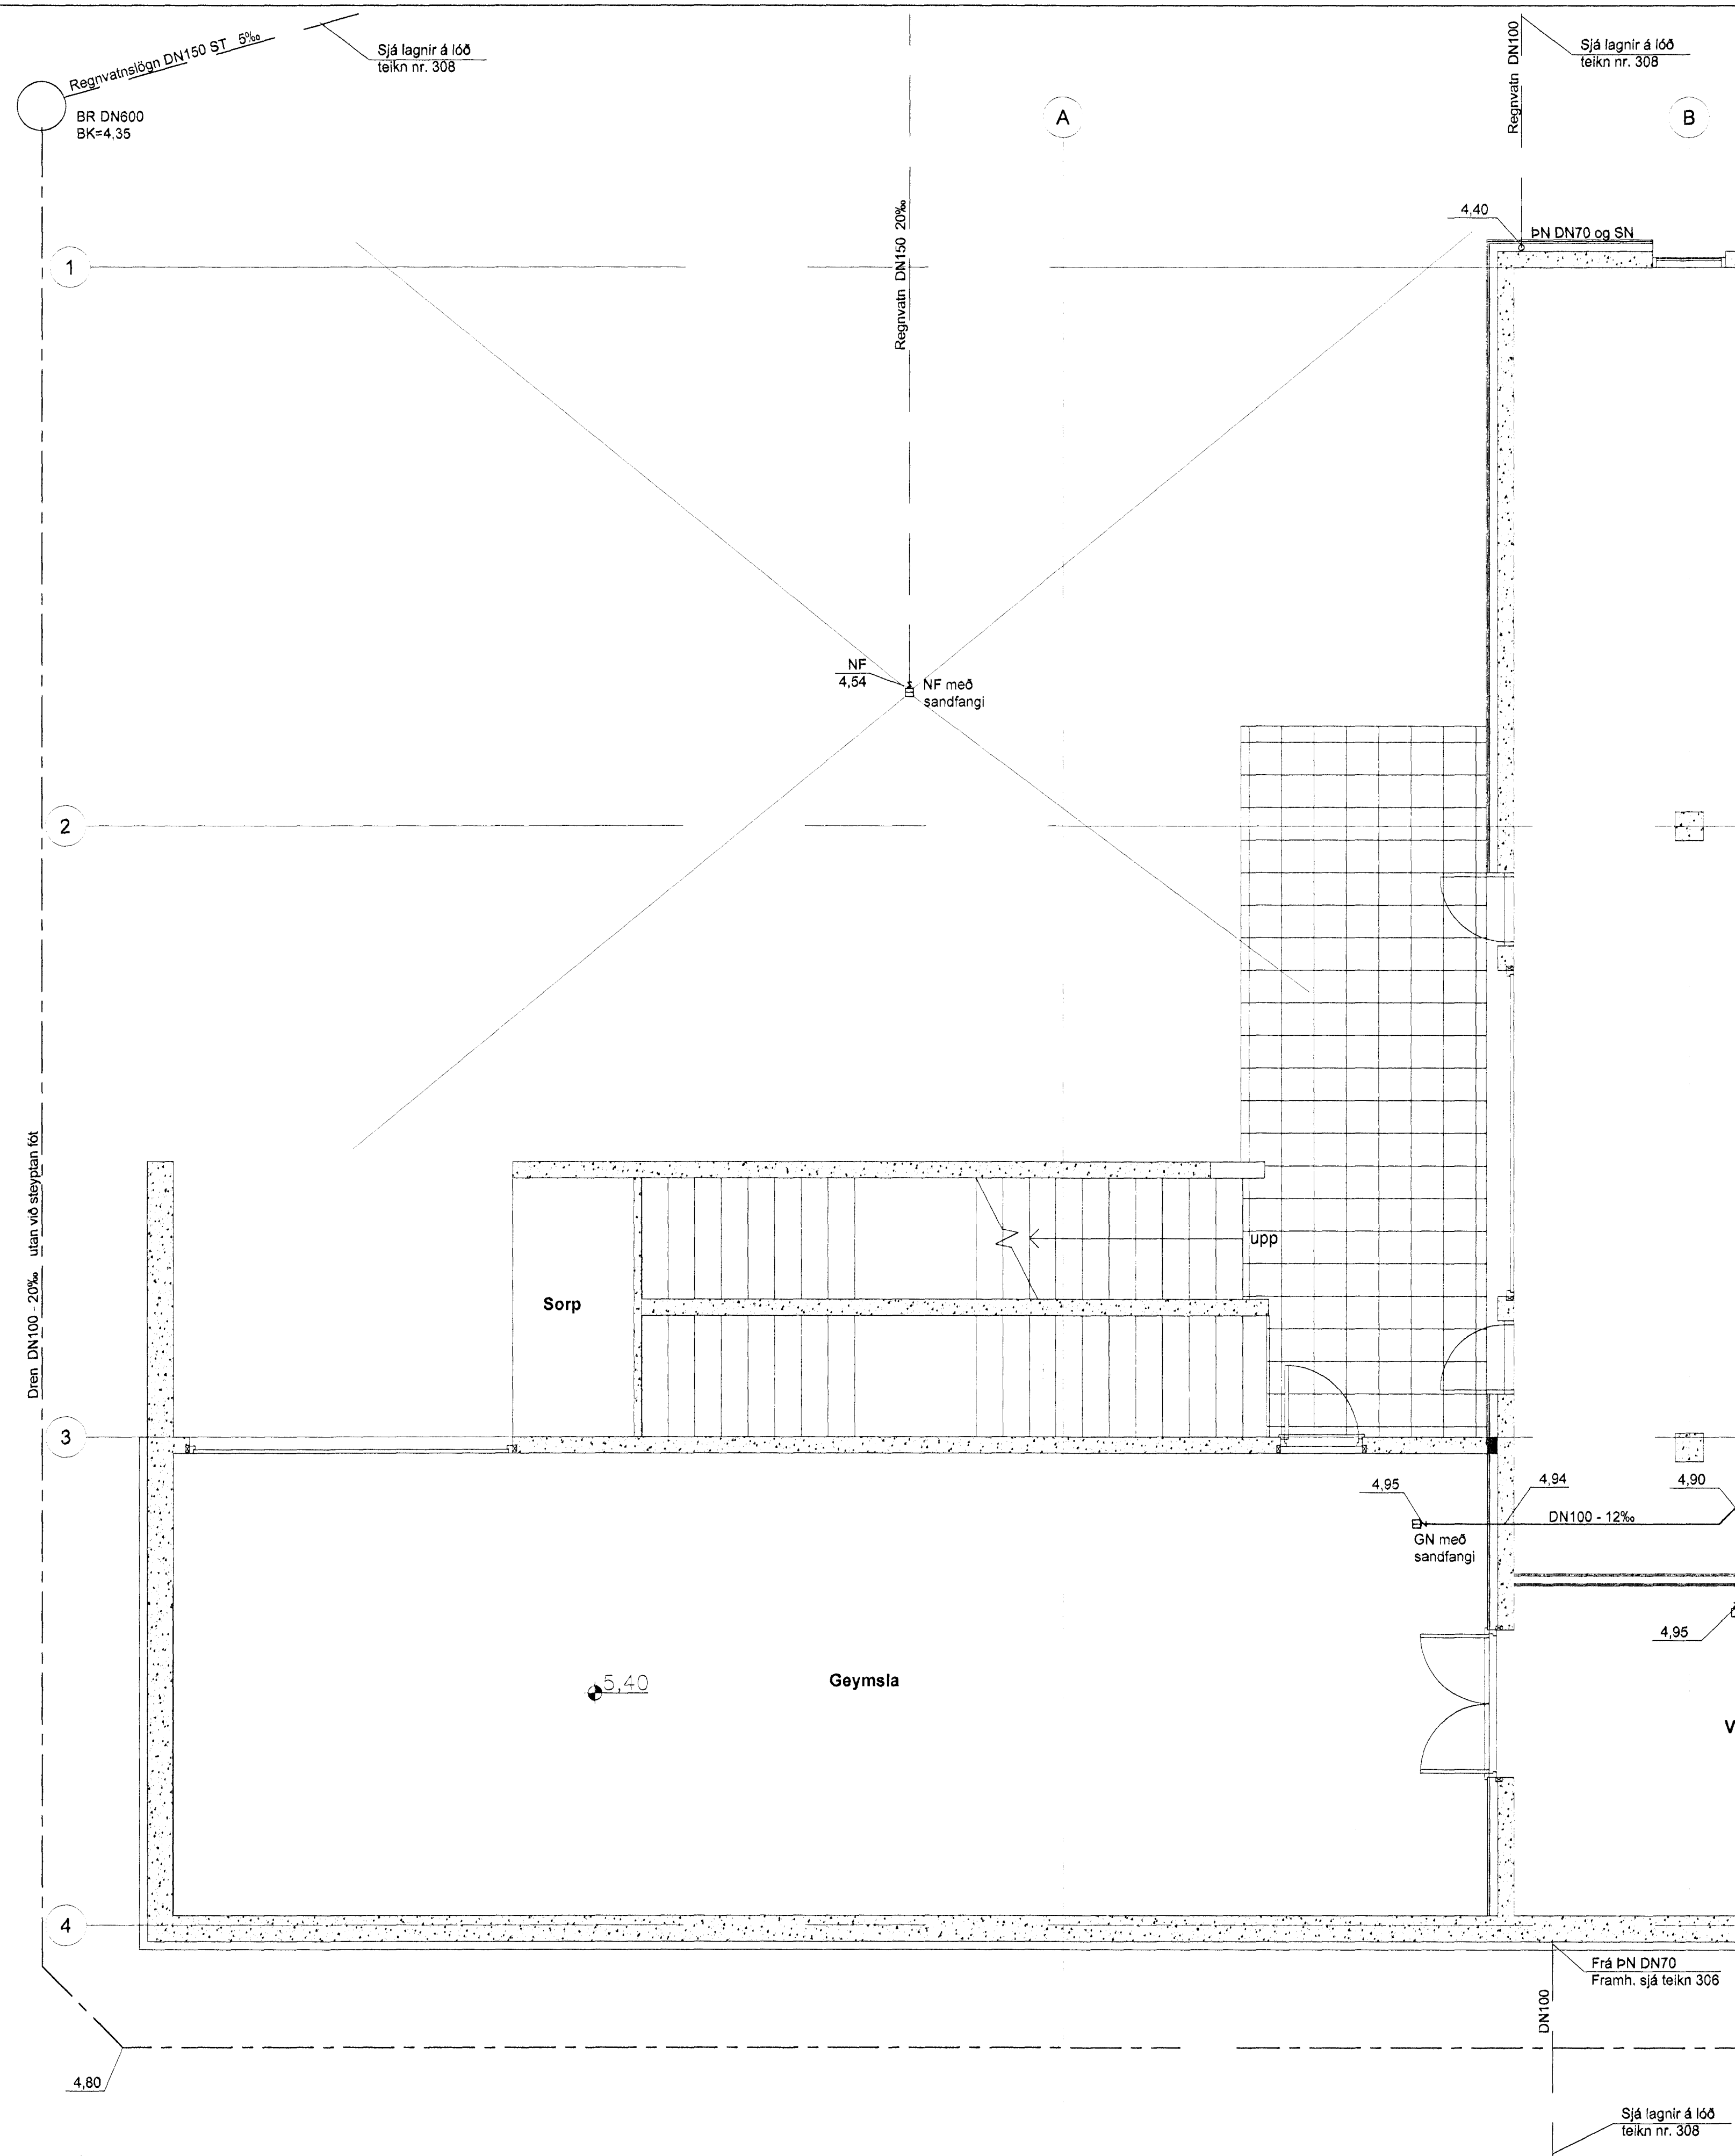 Regnvatnslögn DN150 ST 5‰
Sjá lagnir á lóð
teikn nr. 308
BR DN600
BK=4,35
Regnvatn DN150 20‰
A
Regnvatn DN100
Sjá lagnir á lóð
teikn nr. 308
B
4,40
ÞN DN70 og SN
1
NF
4,54
NF með
sandfangi
2
Dren DN100 - 20‰ utan við steyptan fót
upp
Sorp
3
4,95
4,94
4,90
DN100 - 12‰
GN með
sandfangi
4,95
5,40
Geymsla
V
4
Frá ÞN DN70
Framh. sjá teikn 306
DN100
4,80
Sjá lagnir á lóð
teikn nr. 308